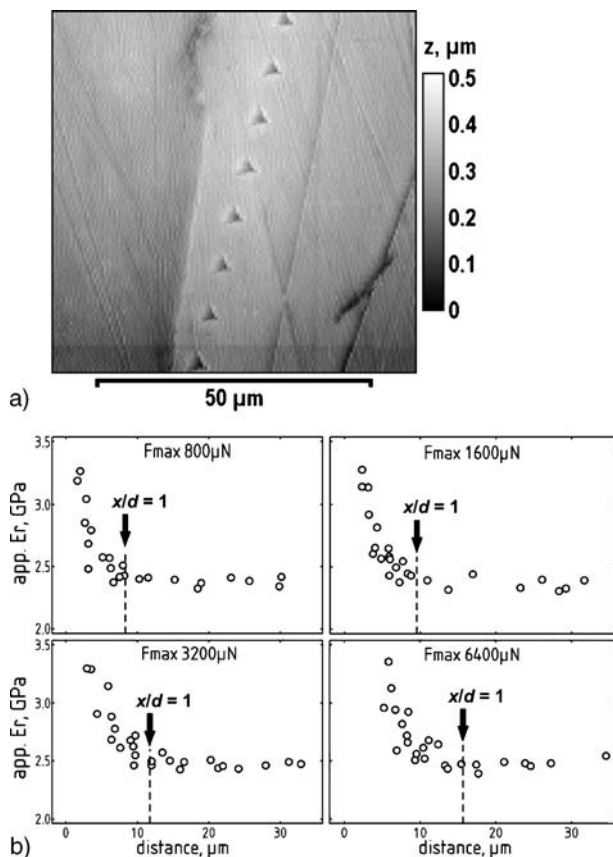 z, µm
0.5
0.4
0.3
0.2
0.1
0
50 µm
a)
3.5
3.0
2.5
2.0
app. Er, GPa
Fmax 800µN
x/d = 1
Fmax 1600µN
x/d = 1
3.5
3.0
2.5
2.0
app. Er, GPa
Fmax 3200µN
x/d = 1
Fmax 6400µN
x/d = 1
0 10 20 30
0 10 20 30
b)
distance, µm
distance, µm